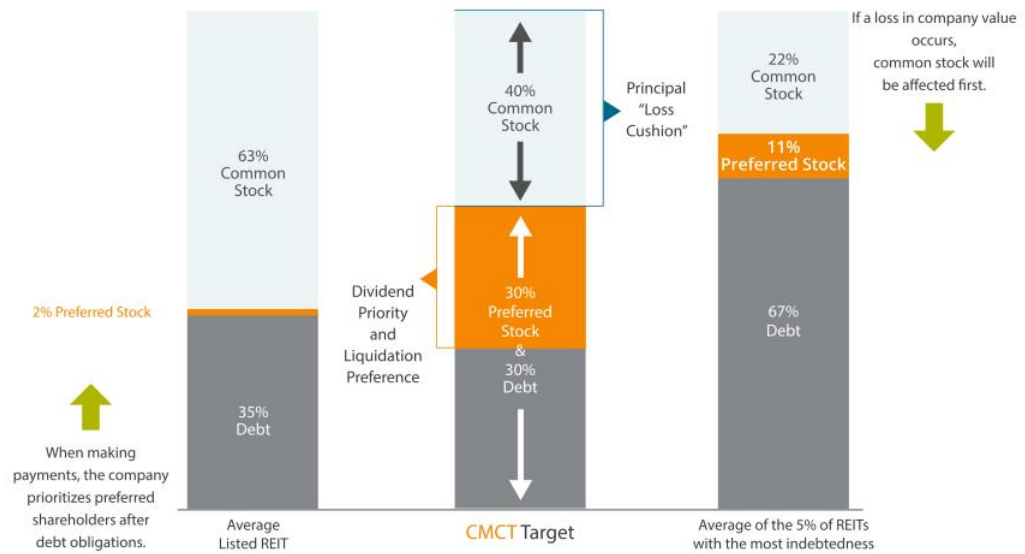 63%
Common
Stock
2% Preferred Stock
35%
Debt
When making
payments, the company
prioritizes preferred
shareholders after
debt obligations.
Average
Listed REIT
40%
Common
Stock
Principal
“Loss
Cushion”
Dividend
Priority
and
Liquidation
Preference
30%
Preferred
Stock
&
30%
Debt
CMCT Target
22%
Common
Stock
11%
Preferred Stock
67%
Debt
Average of the 5% of REITs
with the most indebtedness
If a loss in company value
occurs,
common stock will
be affected first.